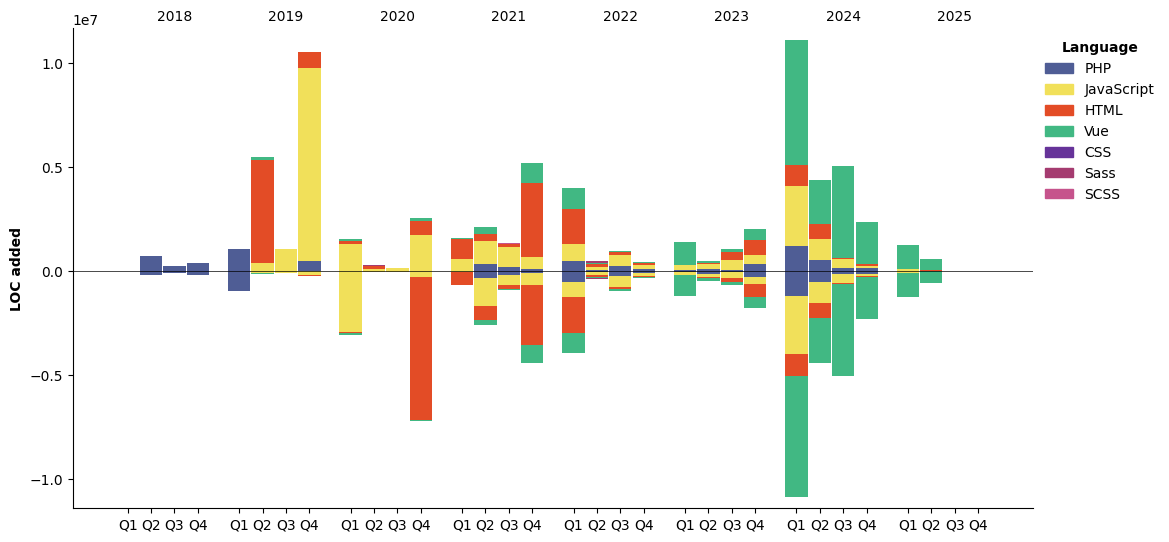 1e7
2018 2019 2020 2021 2022 2023 2024 2025
Language
PHP
JavaScript
HTML
Vue
CSS
Sass
SCSS
LOC added
1.0
0.5
0.0
−0.5
−1.0
Q1 Q2 Q3 Q4 Q1 Q2 Q3 Q4 Q1 Q2 Q3 Q4 Q1 Q2 Q3 Q4 Q1 Q2 Q3 Q4 Q1 Q2 Q3 Q4 Q1 Q2 Q3 Q4 Q1 Q2 Q3 Q4